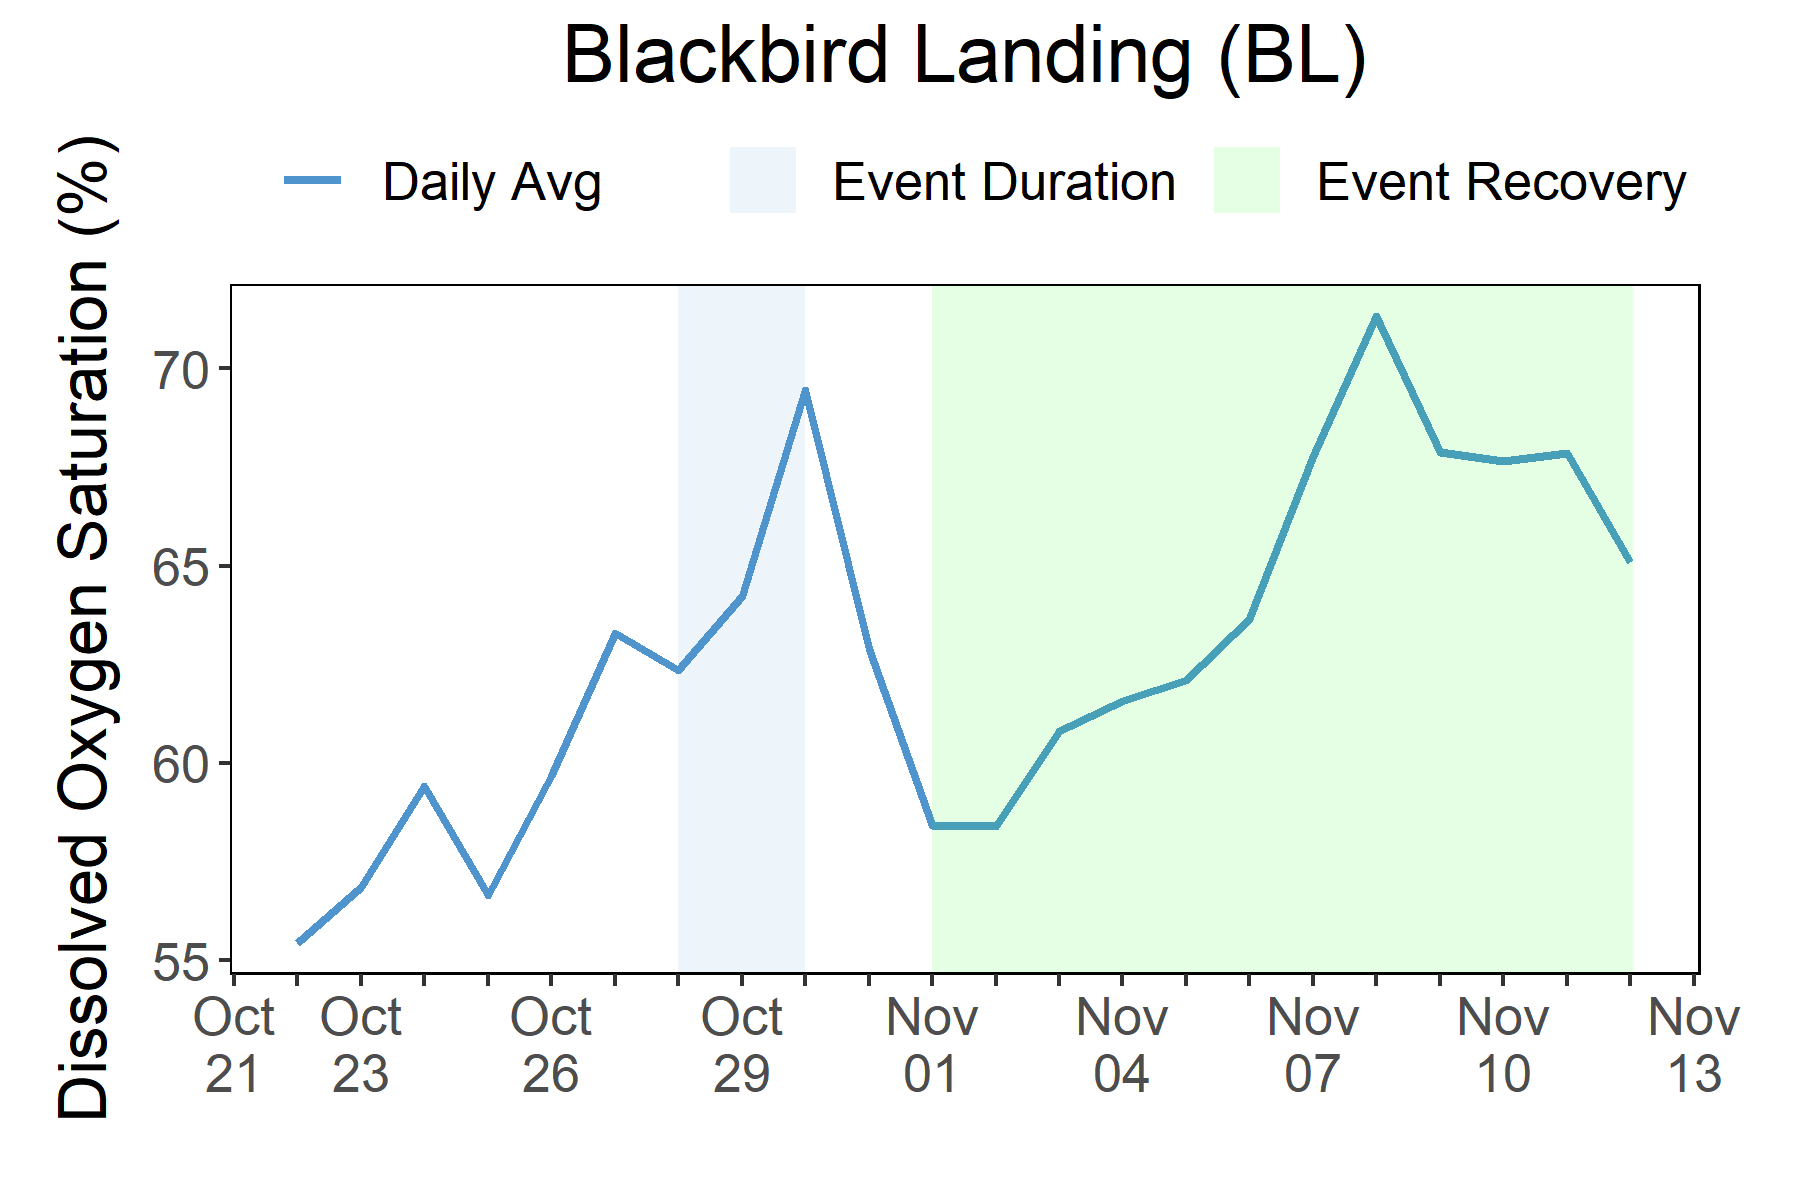 Blackbird Landing (BL)
Daily Avg
Event Duration
Event Recovery
Dissolved Oxygen Saturation (%)
70
65
60
55
Oct 21
Oct 23
Oct 26
Oct 29
Nov 01
Nov 04
Nov 07
Nov 10
Nov 13